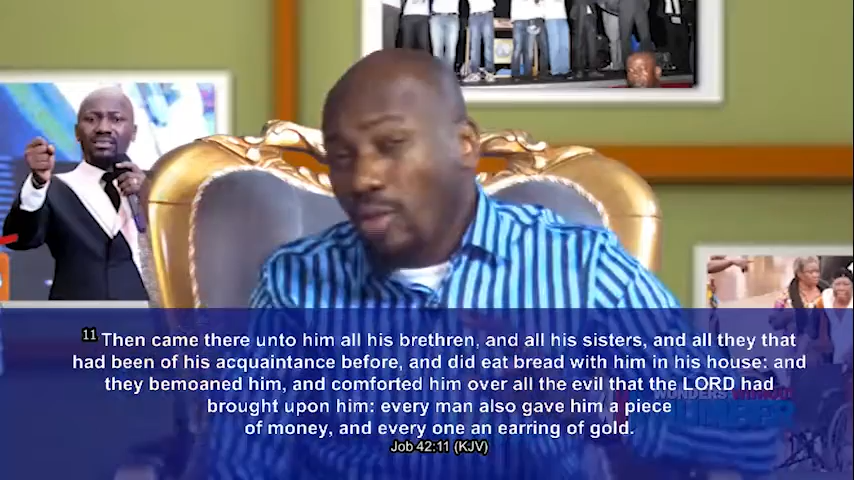 11 Then came there unto him all his brethren, and all his sisters, and all they that
had been of his acquaintance before, and did eat bread with him in his house: and
they bemoaned him, and comforted him over all the evil that the LORD had
brought upon him: every man also gave him a piece
of money, and every one an earring of gold.
Job 42:11 (KJV)
WONDERS WITHOUT
NUMBER